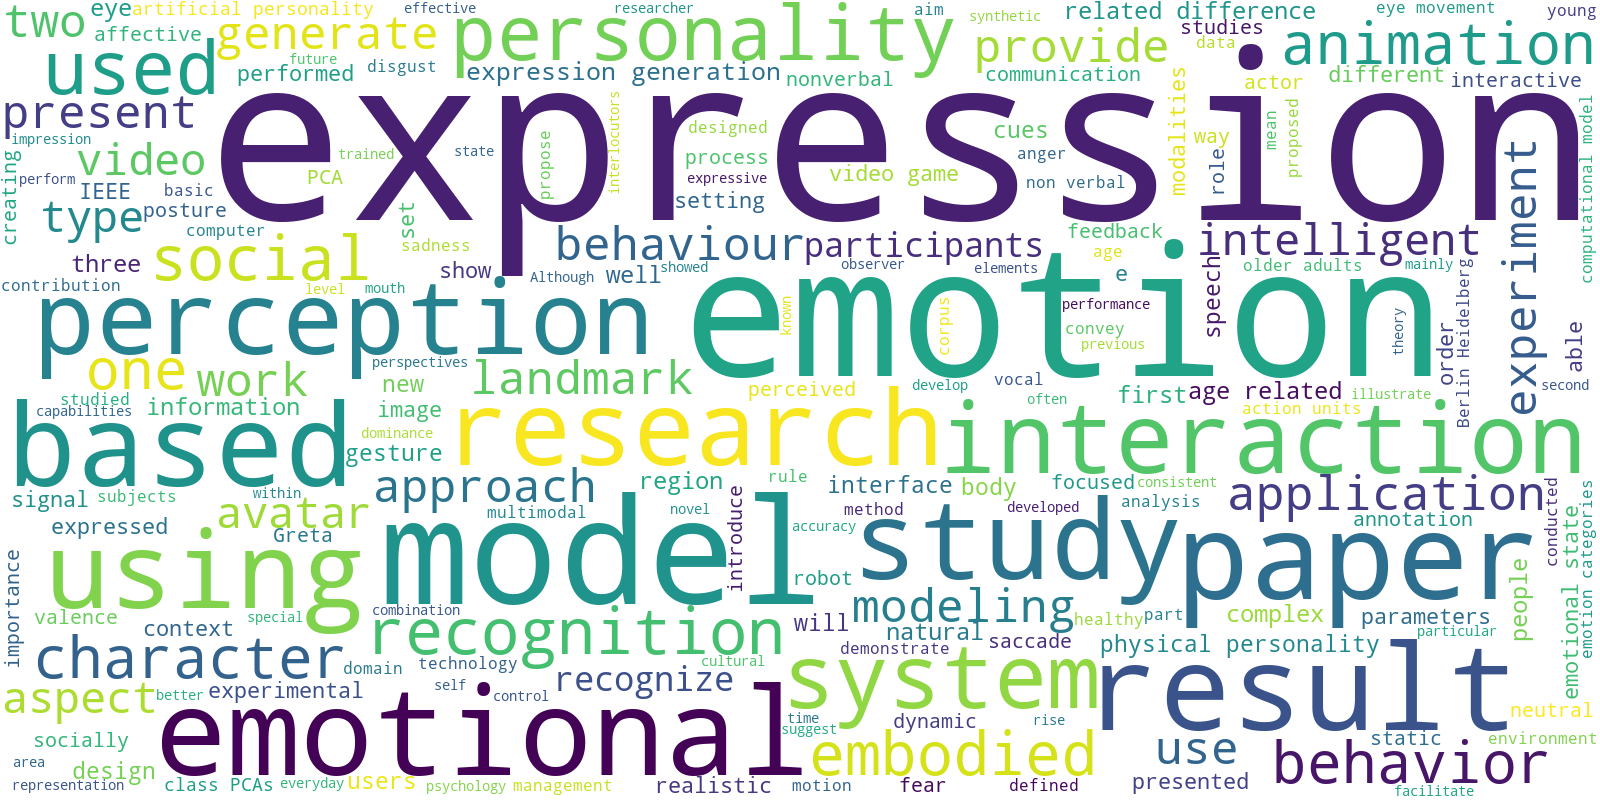 two
eye
artificial personality
effective
researcher
aim
synthetic
related difference
eye movement
young
affective
generate
personality
provide
studies
data
animation
used
future
performed
disgust
expression generation
nonverbal
communication
actor
different
interactive
present
expression
impression
video
trained
state
propose
interlocutors
designed
cues
modalities
way
role
mean
proposed
process
anger
creating
perform
IEEE
basic
PCA
expressive
video game
non verbal
experiment
computational model
type
posture
setting
computer
set
sadness
behaviour
participants
feedback
intelligent
social
three
show
Although
well
showed
observer
elements
age
e
speech
older adults
mainly
contribution
level
mouth
perception
emotion
known
corpus
performance
convey
previous
theory
order
Berlin Heidelberg
able
one
work
perspectives
new
landmark
perceived
develop
vocal
often
first
age related
illustrate
second
studied
capabilities
information
image
action units
based
dominance
gesture
research
interaction
signal
subjects
within
approach
region
rule
interface
body
focused
consistent
application
multimodal
novel
method
developed
analysis
annotation
conducted
emotional state
emotion categories
expressed
avatar
Greta
model
introduce
accuracy
robot
study
paper
using
importance
valence
special
combination
modeling
healthy
part
complex
parameters
people
context
recognition
will
natural
demonstrate
saccade
physical personality
particular
character
domain
technology
cultural
recognize
system
result
aspect
better
experimental
self
control
emotional
time
suggest
dynamic
rise
neutral
socially
embodied
use
static
environment
area
design
behavior
representation
class PCAs
everyday
users
psychology
management
realistic
motion
fear
defined
presented
facilitate